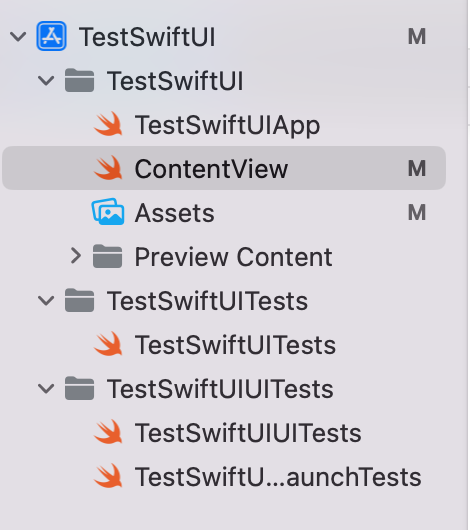 TestSwiftUI M
TestSwiftUI
TestSwiftUIApp
ContentView M
Assets M
Preview Content
TestSwiftUITests
TestSwiftUITests
TestSwiftUIUITests
TestSwiftUIUITests
TestSwiftU...aunchTests